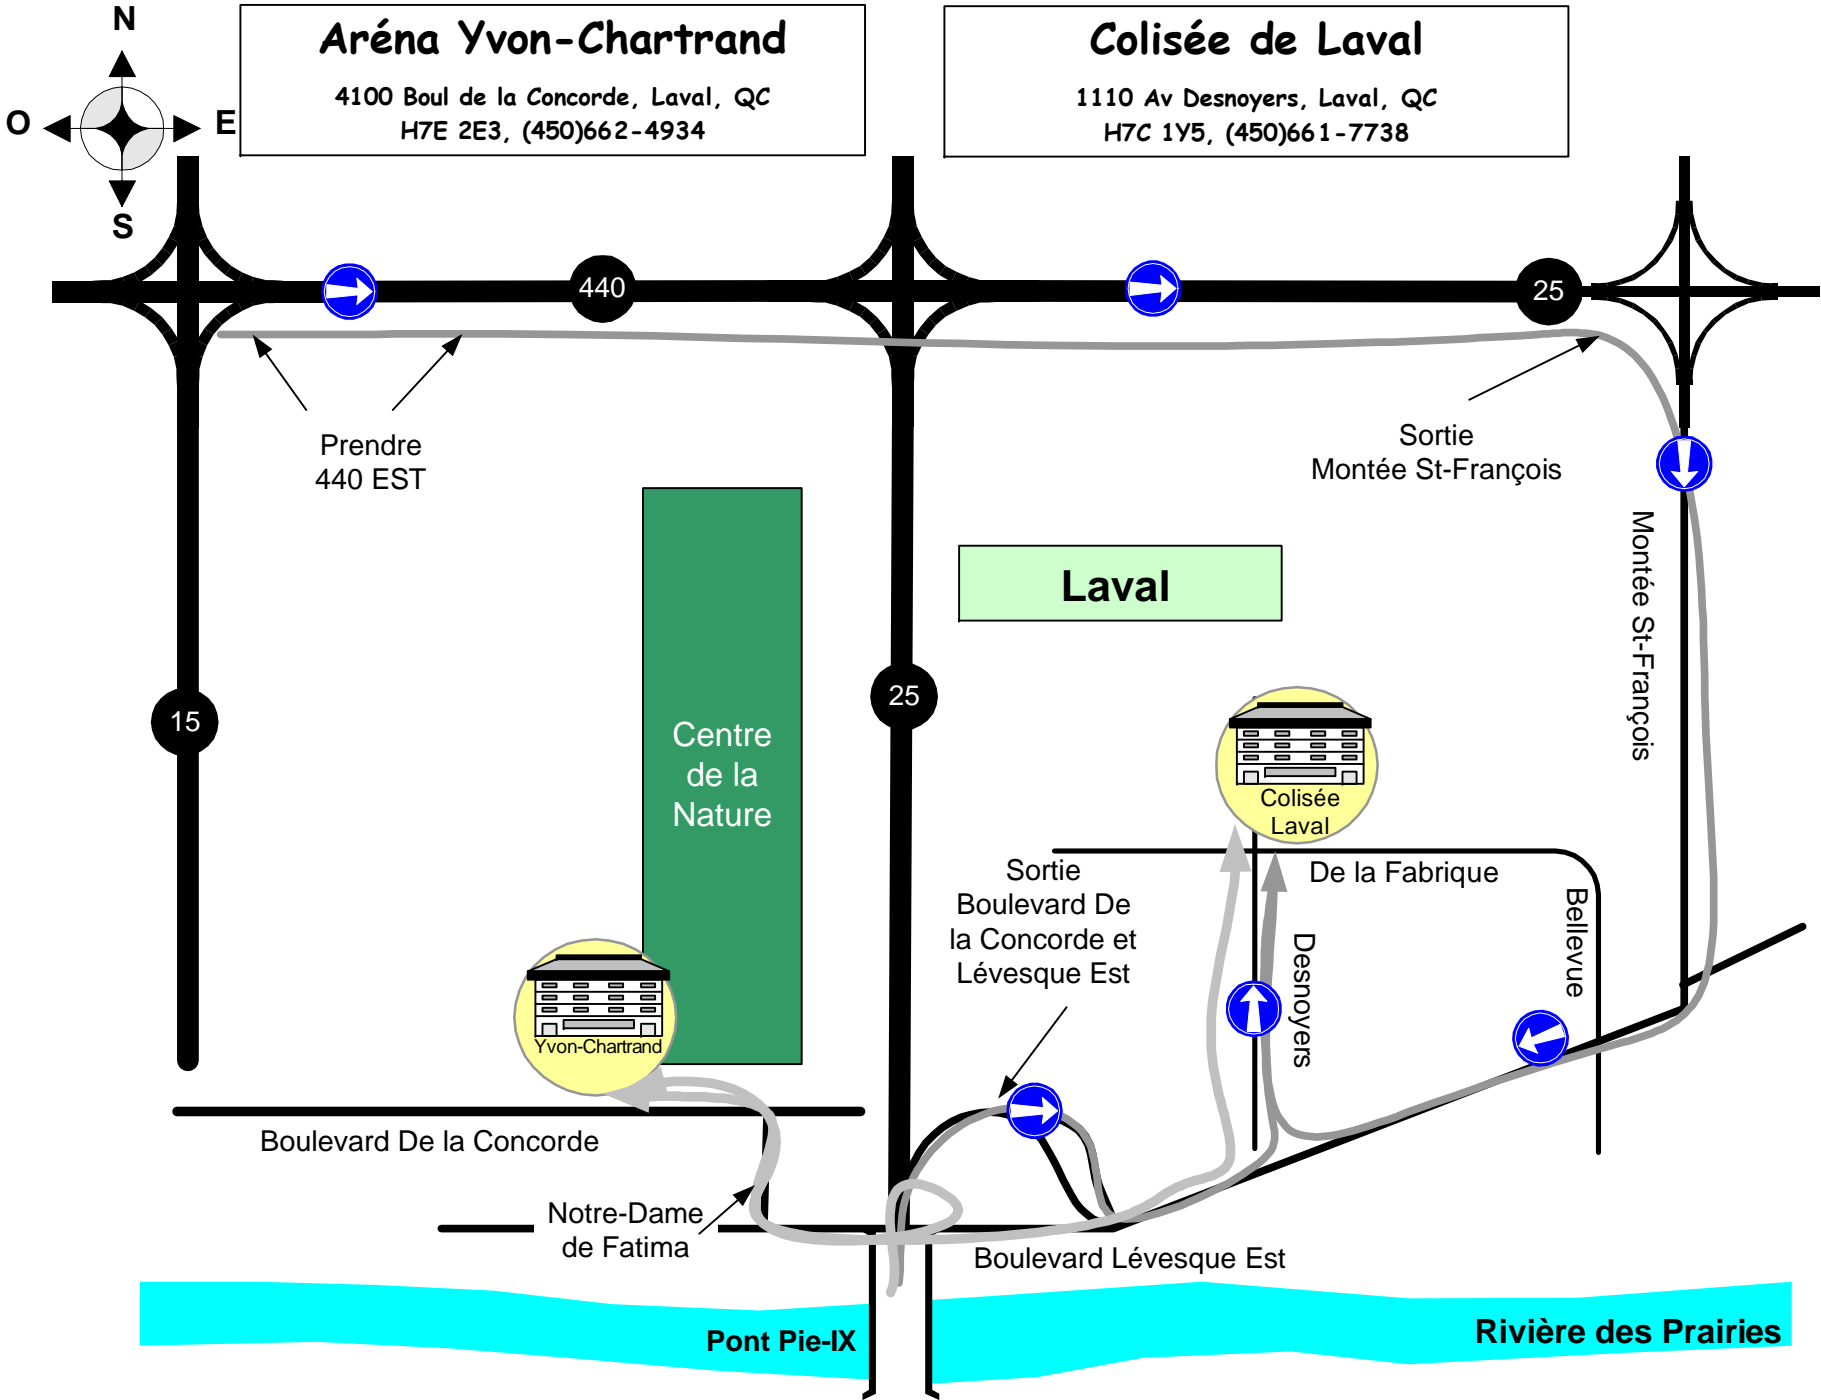 N
O
E
S
Aréna Yvon-Chartrand
4100 Boul de la Concorde, Laval, QC
H7E 2E3, (450)662-4934
Colisée de Laval
1110 Av Desnoyers, Laval, QC
H7C 1Y5, (450)661-7738
440
25
Prendre
440 EST
Sortie
Montée St-François
Montée St-François
Laval
15
25
Centre
de la
Nature
Colisée
Laval
De la Fabrique
Sortie
Boulevard De
la Concorde et
Lévesque Est
Bellevue
Desnoyers
Yvon-Chartrand
Boulevard De la Concorde
Notre-Dame
de Fatima
Boulevard Lévesque Est
Pont Pie-IX
Rivière des Prairies